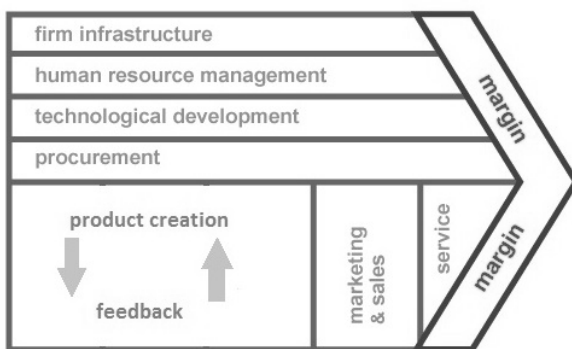 firm infrastructure
human resource management
technological development
procurement
product creation
feedback
marketing
& sales
service
margin
margin